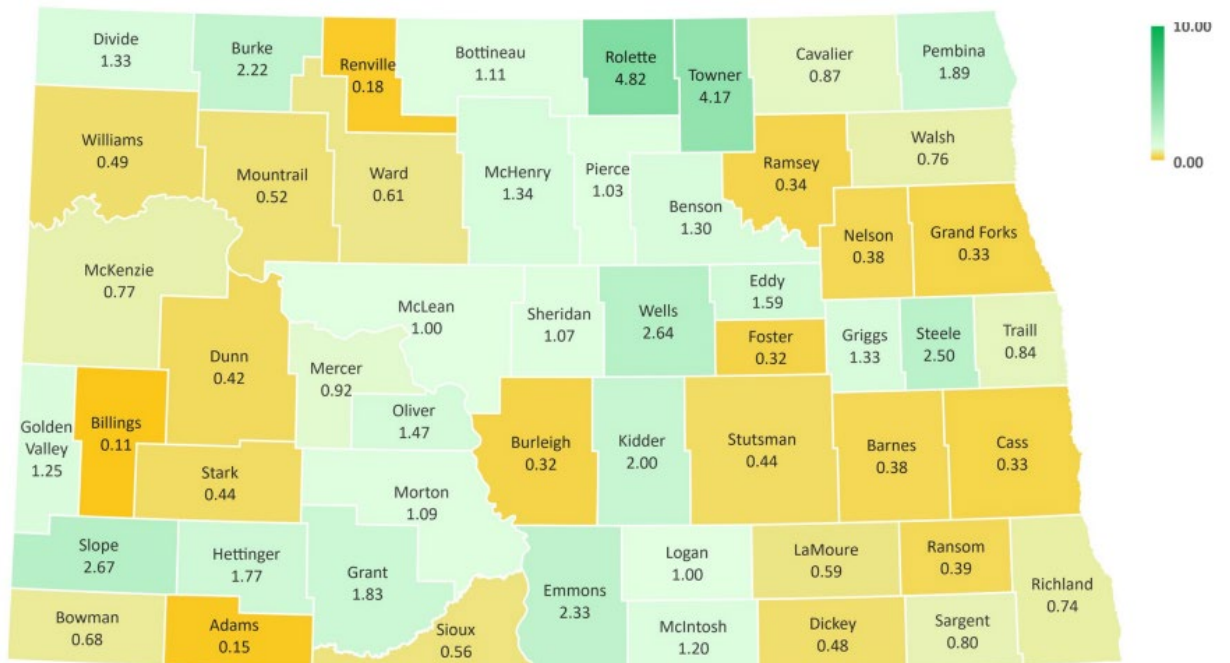 Divide
1.33
Burke
2.22
Renville
0.18
Bottineau
1.11
Rolette
4.82
Towner
4.17
Cavalier
0.87
Pembina
1.89
10.00
0.00
Williams
0.49
Mountrail
0.52
Ward
0.61
McHenry
1.34
Pierce
1.03
Benson
1.30
Ramsey
0.34
Walsh
0.76
Nelson
0.38
Grand Forks
0.33
McKenzie
0.77
Dunn
0.42
McLean
1.00
Mercer
0.92
Oliver
1.47
Sheridan
1.07
Wells
2.64
Eddy
1.59
Foster
0.32
Griggs
1.33
Steele
2.50
Traill
0.84
Golden
Valley
1.25
Billings
0.11
Stark
0.44
Morton
1.09
Burleigh
0.32
Kidder
2.00
Stutsman
0.44
Barnes
0.38
Cass
0.33
Slope
2.67
Hettinger
1.77
Grant
1.83
Emmons
2.33
Logan
1.00
LaMoure
0.59
Ransom
0.39
Richland
0.74
Bowman
0.68
Adams
0.15
Sioux
0.56
McIntosh
1.20
Dickey
0.48
Sargent
0.80